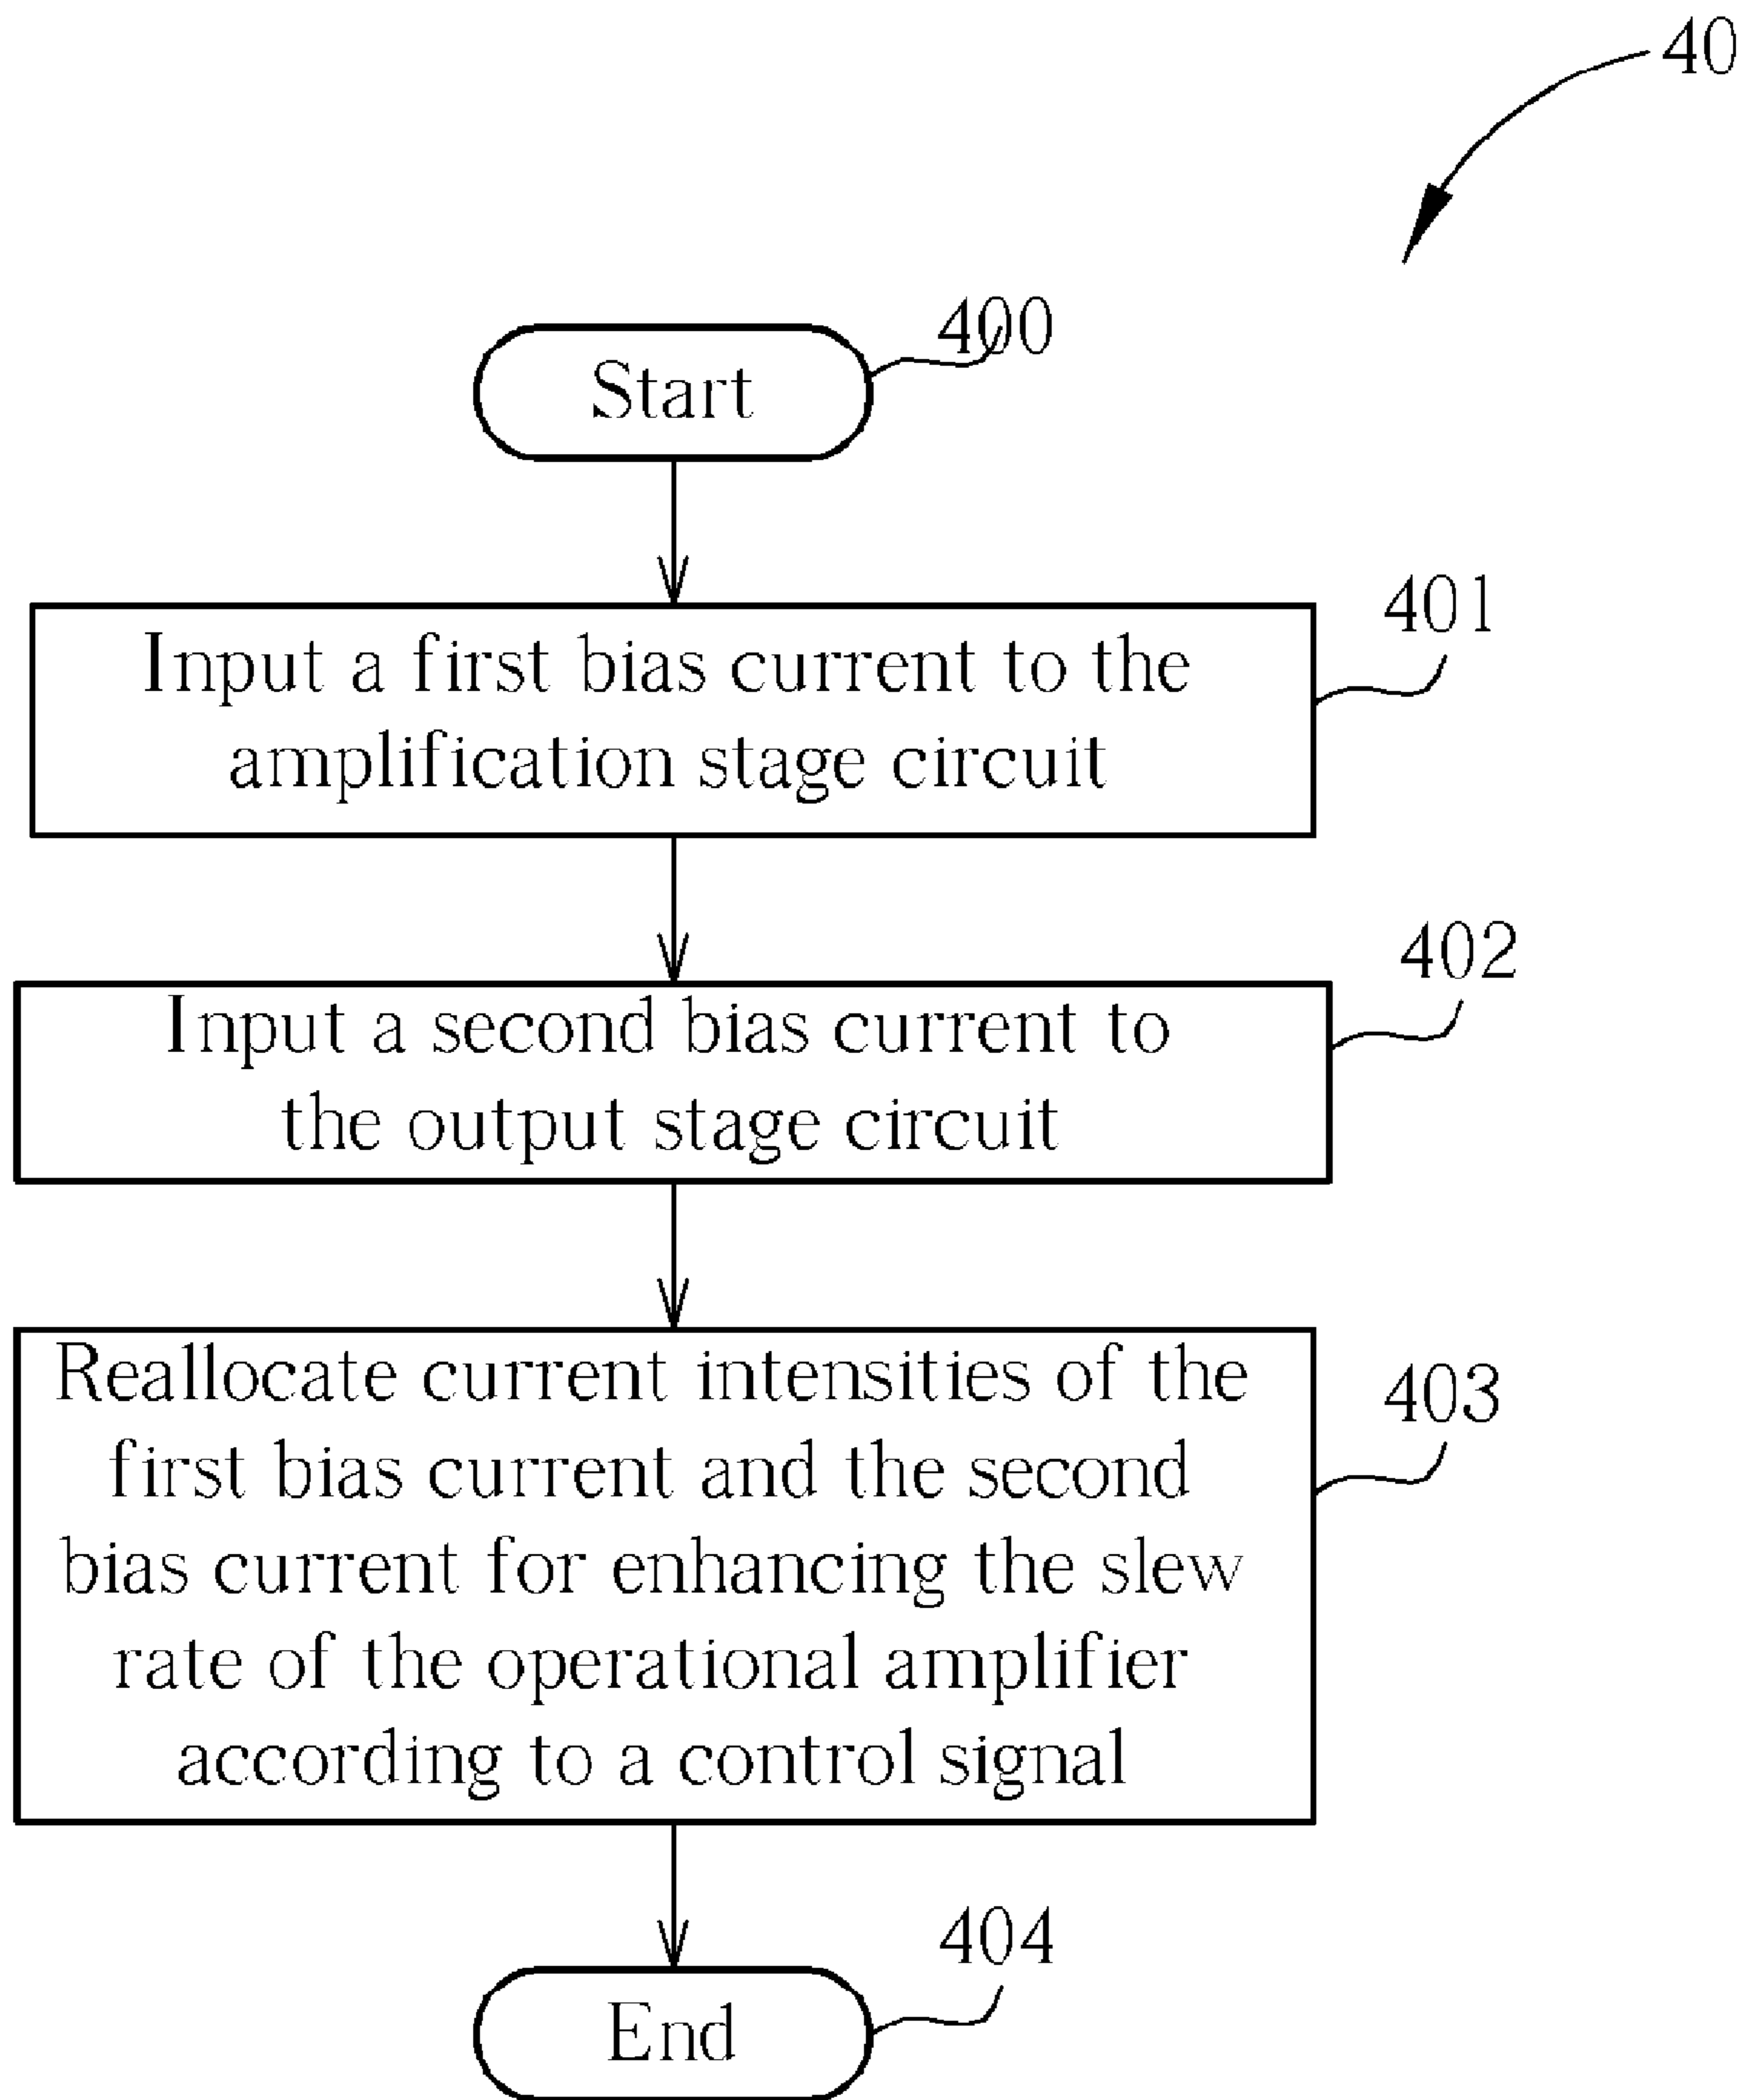 40
400
Start
401
Input a first bias current to the
amplification stage circuit
402
Input a second bias current to
the output stage circuit
403
Reallocate current intensities of the
first bias current and the second
bias current for enhancing the slew
rate of the operational amplifier
according to a control signal
404
End